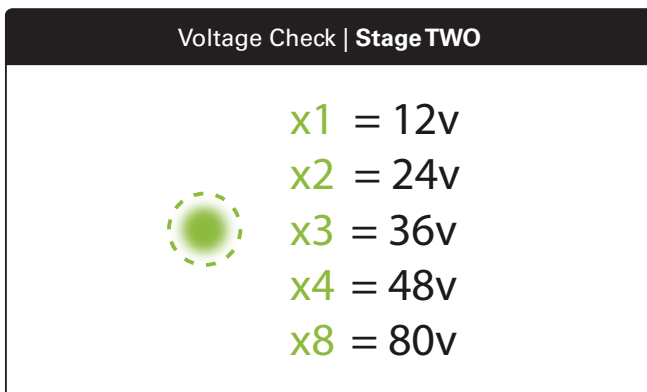 Voltage Check | Stage TWO
x1 = 12v
x2 = 24v
x3 = 36v
x4 = 48v
x8 = 80v